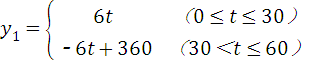 y₁ = { 6t （0 ≤ t ≤ 30）
-6t+360 （30＜t ≤ 60）